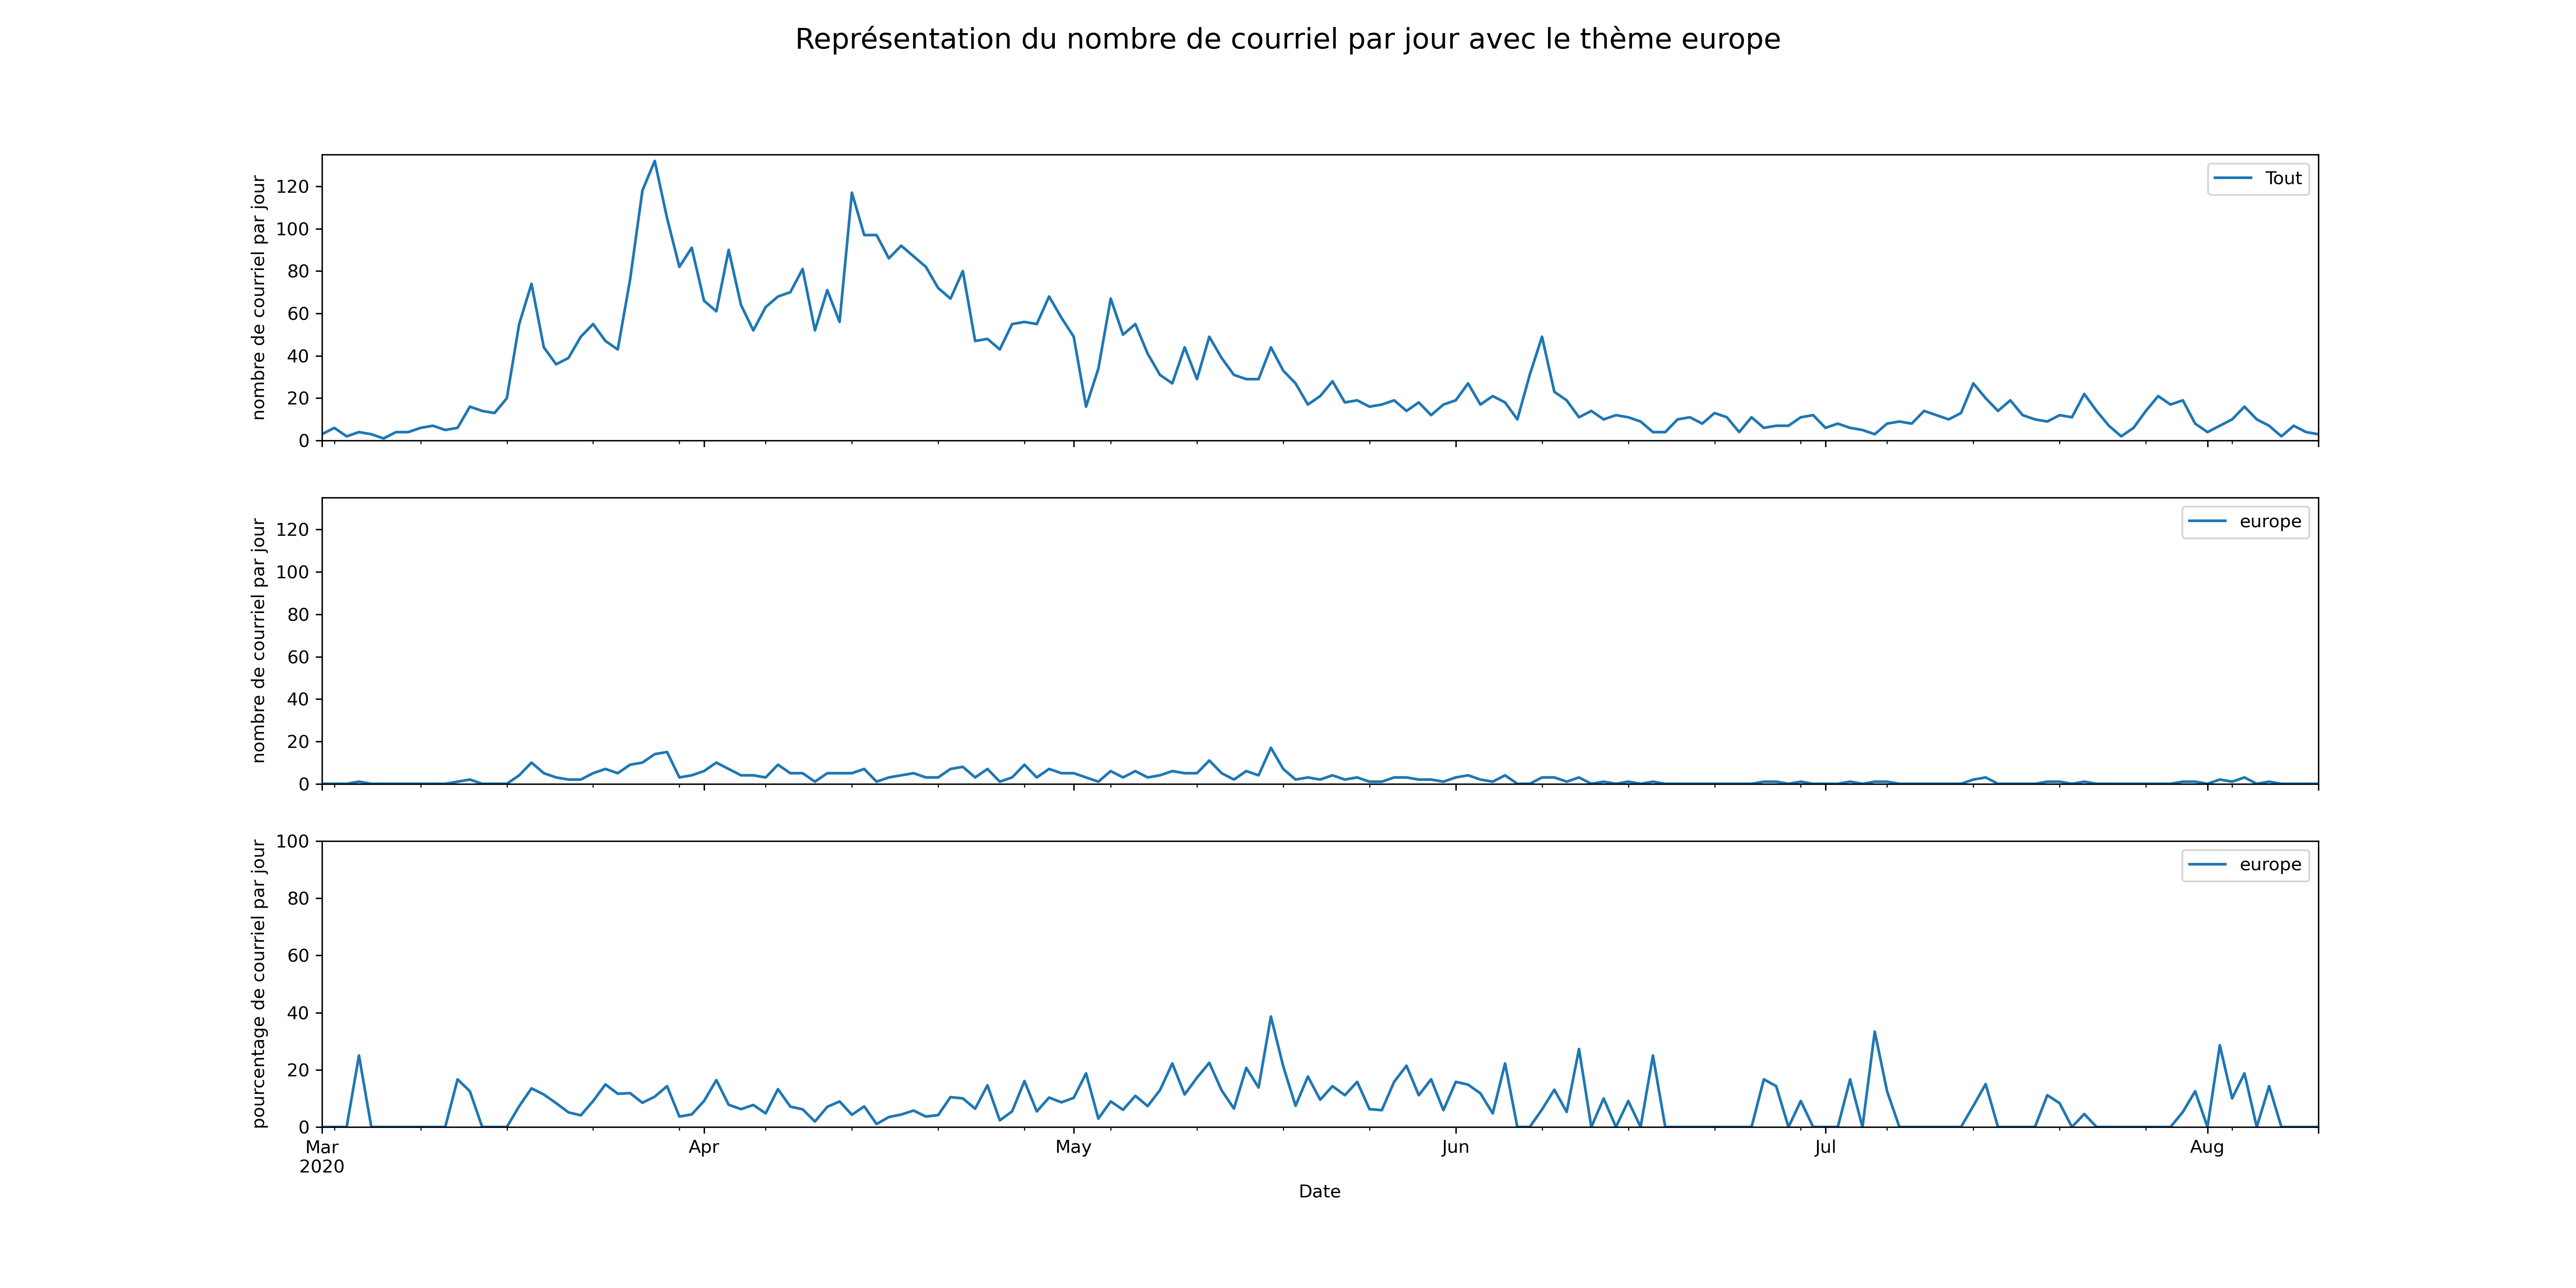 Représentation du nombre de courriel par jour avec le thème europe
nombre de courriel par jour
120
100
80
60
40
20
0
Tout
nombre de courriel par jour
120
100
80
60
40
20
0
europe
pourcentage de courriel par jour
100
80
60
40
20
0
europe
Mar Apr May Jun Jul Aug
2020
Date